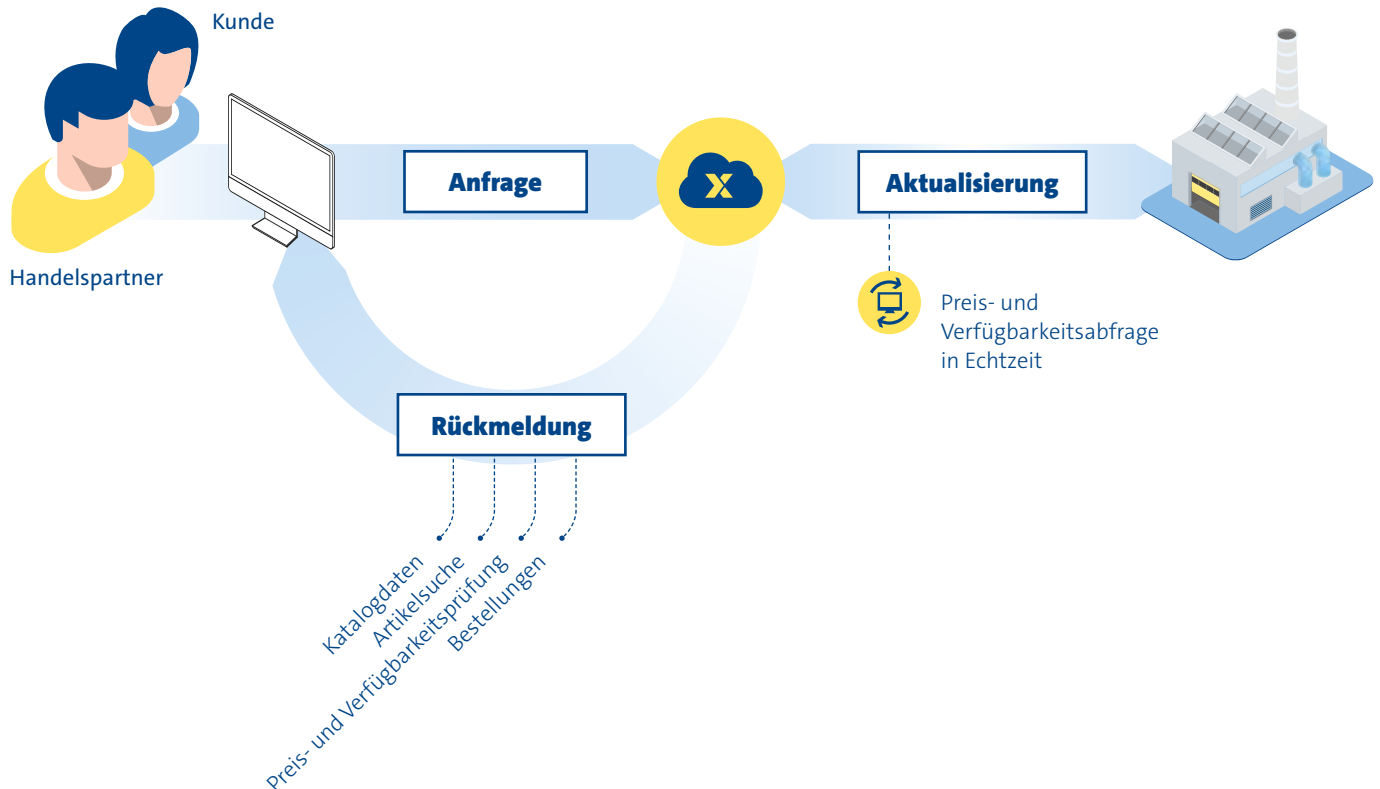 Kunde
Handelspartner
Anfrage
Aktualisierung
Preis- und
Verfügbarkeitsabfrage
in Echtzeit
Rückmeldung
Katalogdaten
Artikelsuche
Preis- und Verfügbarkeitsprüfung
Bestellungen